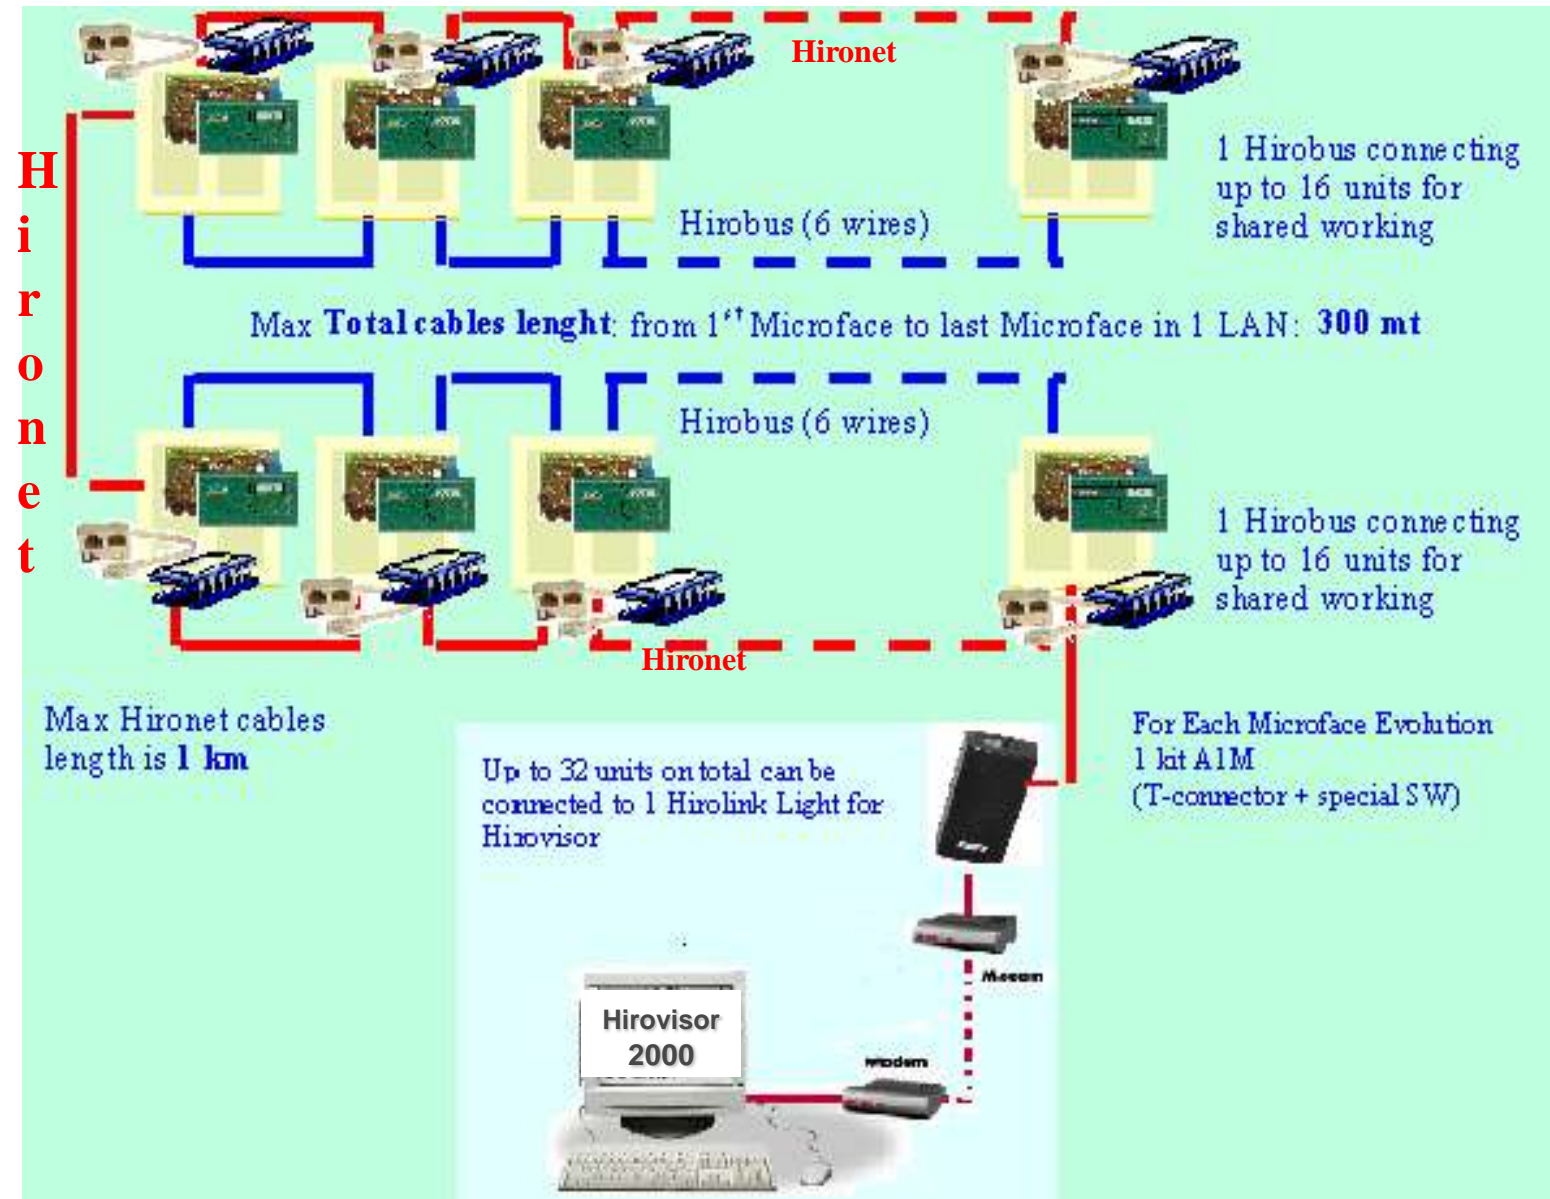 Hironet
Hironet
1 Hirobus connecting
up to 16 units for
shared working
Hirobus (6 wires)
Max Total cables lenght: from 1st Microface to last Microface in 1 LAN: 300 mt
Hirobus (6 wires)
1 Hirobus connecting
up to 16 units for
shared working
Hironet
Max Hironet cables
length is 1 km
Up to 32 units on total can be
connected to 1 Hirolink Light for
Hirovisor
For Each Microface Evolution
1 kit A1M
(T-connector + special SW)
Modem
Hirovisor
2000
Modem